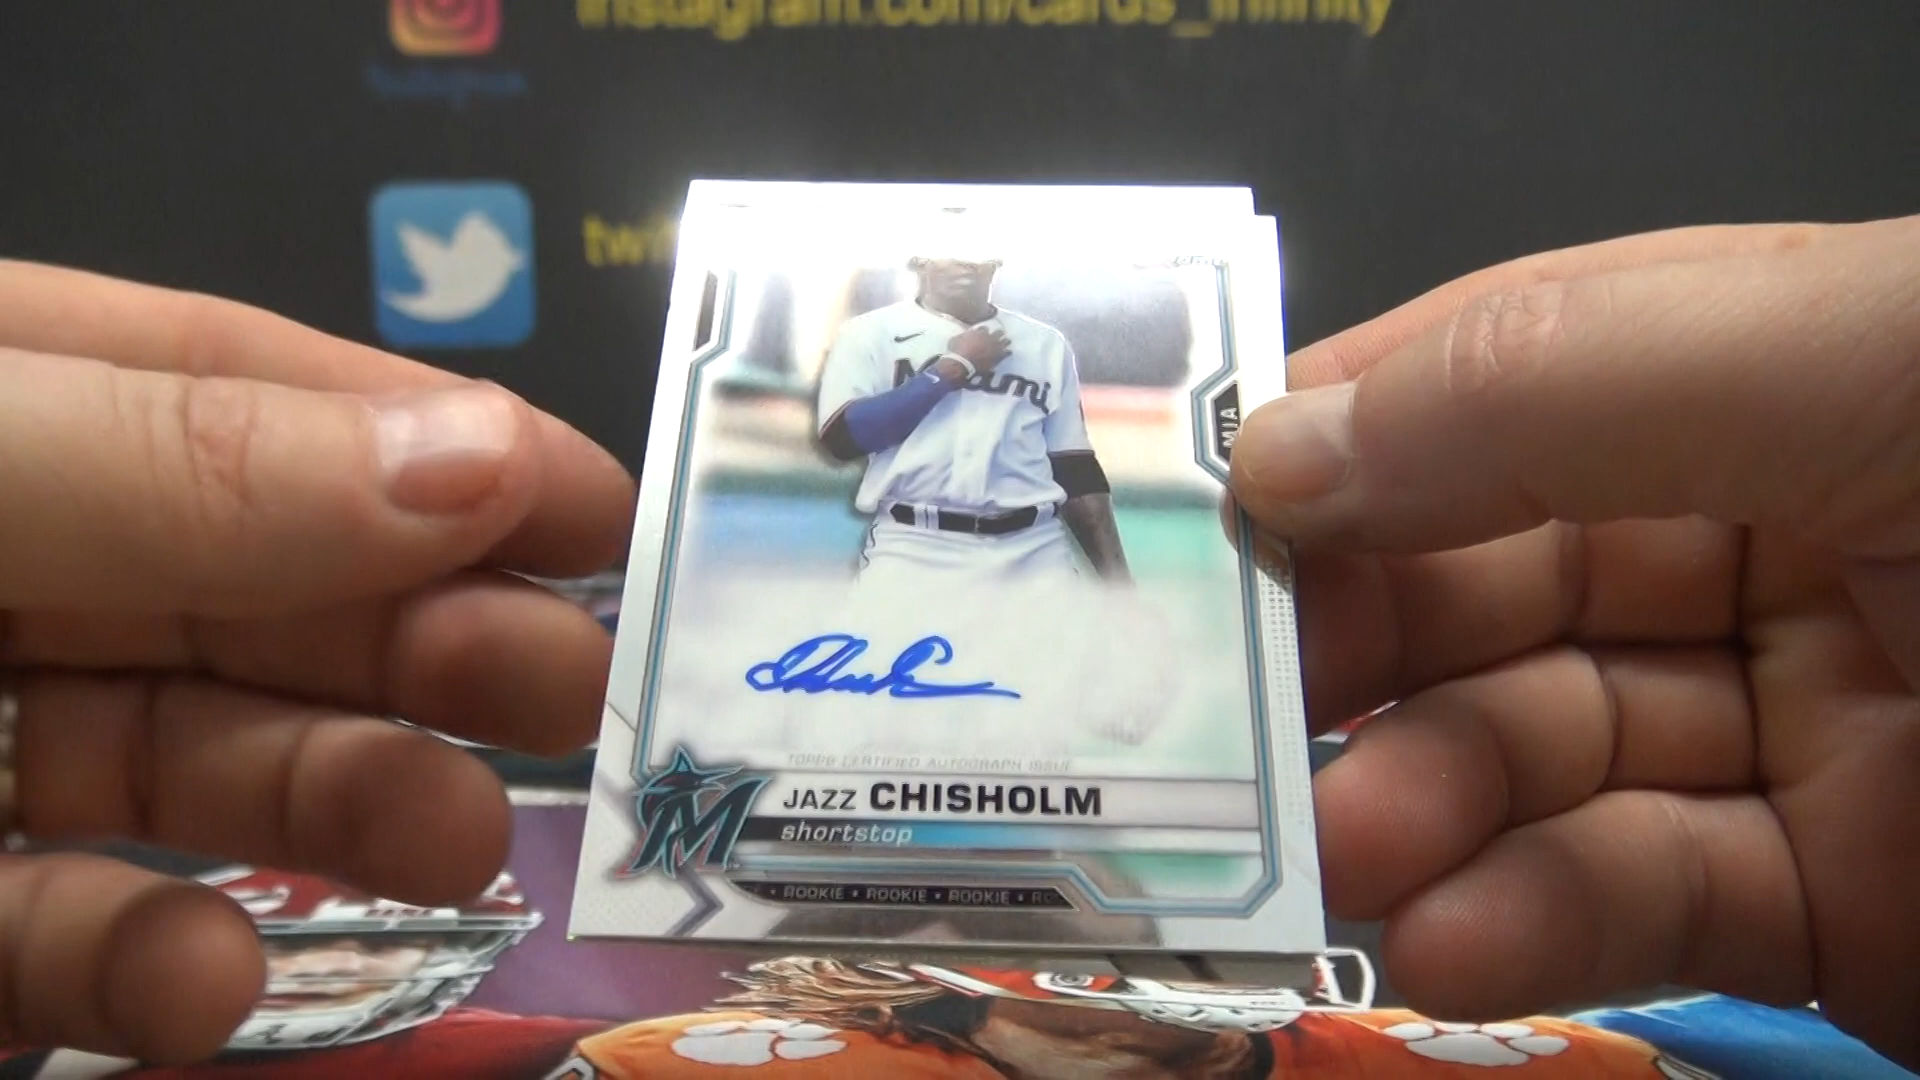 instagram.com/cards_infinity
Miami
MIA
TOPPS CERTIFIED AUTOGRAPH ISSUE
JAZZ CHISHOLM
shortstop
M
• ROOKIE • ROOKIE • ROOKIE • RO